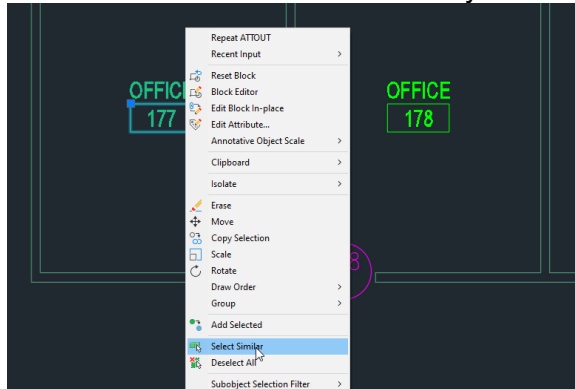 Repeat ATTOUT
Recent Input
Reset Block
Block Editor
Edit Block In-place
Edit Attribute...
Annotative Object Scale
Clipboard
Isolate
Erase
Move
Copy Selection
Scale
Rotate
Draw Order
Group
Add Selected
Select Similar
Deselect All
Subobject Selection Filter
177
OFFICE
178